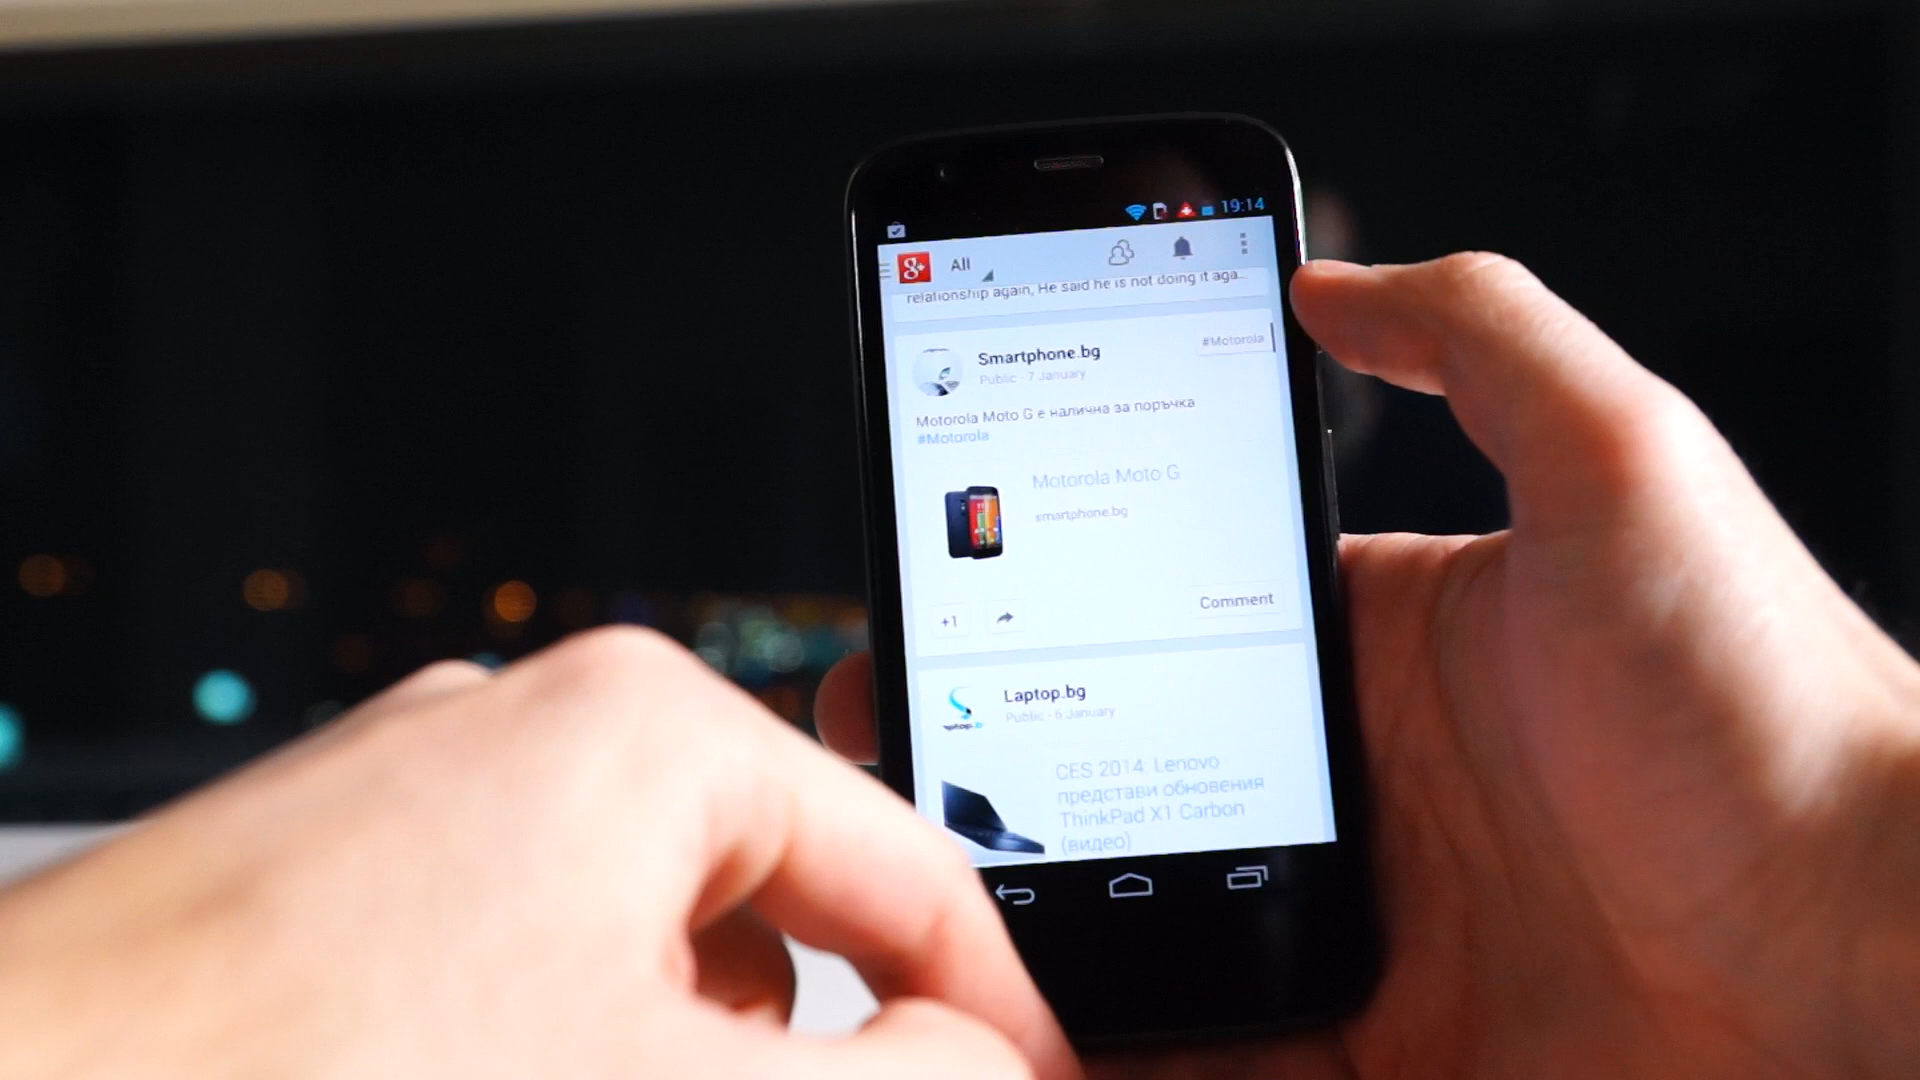 19:14
g+ All
relationship again, He said he is not doing it aga...
Smartphone.bg
#Motorola
Public - 7 January
Motorola Moto G е налична за поръчка
#Motorola
Motorola Moto G
smartphone.bg
+1
Comment
Laptop.bg
Public - 6 January
CES 2014: Lenovo
представи обновения
ThinkPad X1 Carbon
(видео)